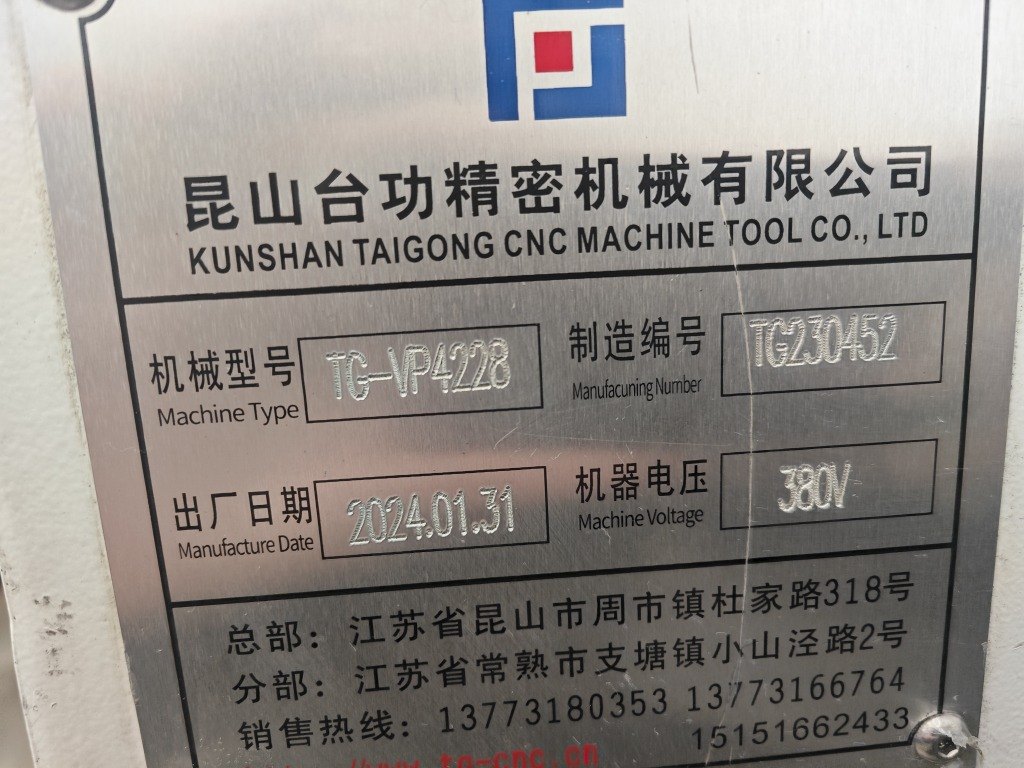 昆山台功精密机械有限公司
KUNSHAN TAIGONG CNC MACHINE TOOL CO., LTD
机械型号 TG-VP4228 制造编号 TG230452
Machine Type Manufacuning Number
出厂日期 2024.01.31 机器电压 380V
Manufacture Date Machine Voltage
总部：江苏省昆山市周市镇杜家路318号
分部：江苏省常熟市支塘镇小山泾路2号
销售热线：13773180353 13773166764
15151662433
www.tg-cnc.cn